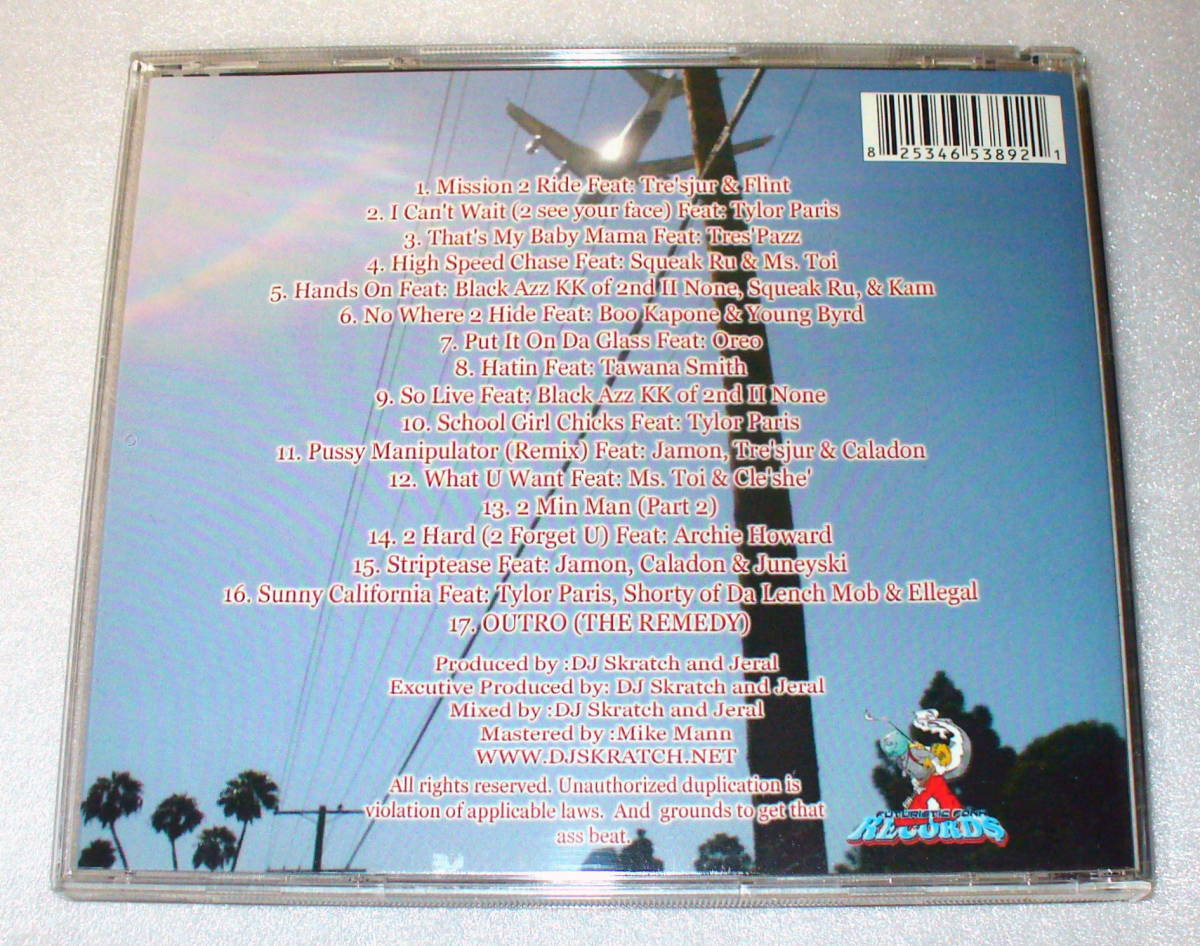 8 25346 53892 1
1. Mission 2 Ride Feat: Tre'sjur & Flint
2. I Can't Wait (2 see your face) Feat: Tylor Paris
3. That's My Baby Mama Feat: Tres'Pazz
4. High Speed Chase Feat: Squeak Ru & Ms. Toi
5. Hands On Feat: Black Azz KK of 2nd II None, Squeak Ru, & Kam
6. No Where 2 Hide Feat: Boo Kapone & Young Byrd
7. Put It On Da Glass Feat: Oreo
8. Hatin Feat: Tawana Smith
9. So Live Feat: Black Azz KK of 2nd II None
10. School Girl Chicks Feat: Tylor Paris
11. Pussy Manipulator (Remix) Feat: Jamon, Tre'sjur & Caladon
12. What U Want Feat: Ms. Toi & Cle'she'
13. 2 Min Man (Part 2)
14. 2 Hard (2 Forget U) Feat: Archie Howard
15. Striptease Feat: Jamon, Caladon & Juneyski
16. Sunny California Feat: Tylor Paris, Shorty of Da Lench Mob & Ellegal
17. OUTRO (THE REMEDY)
Produced by :DJ Skratch and Jeral
Excutive Produced by: DJ Skratch and Jeral
Mixed by :DJ Skratch and Jeral
Mastered by :Mike Mann
WWW.DJSKRATCH.NET
All rights reserved. Unauthorized duplication is
violation of applicable laws. And grounds to get that
ass beat.
FUTURISTIC FONK
RECORDS